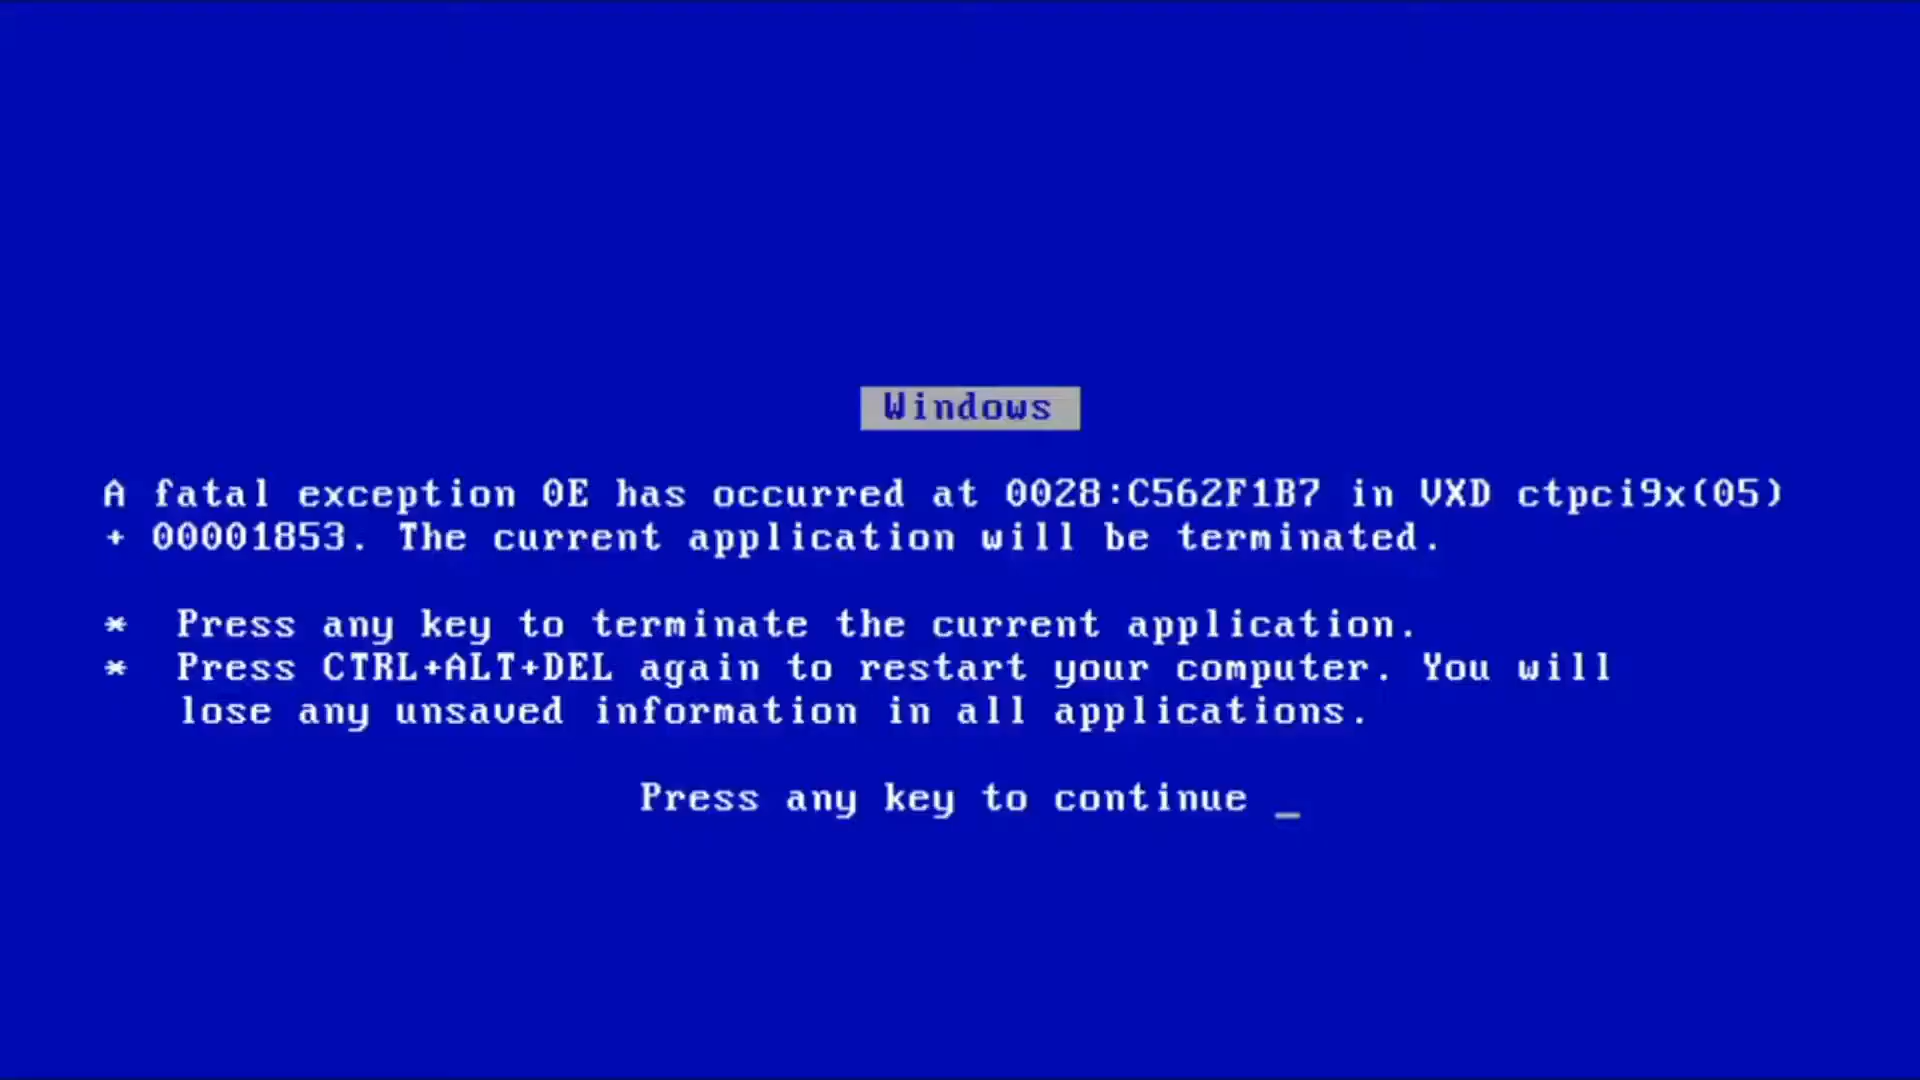 Windows
A fatal exception 0E has occurred at 0028:C562F1B7 in VXD ctpci9x(05)
+ 00001853. The current application will be terminated.
* Press any key to terminate the current application.
* Press CTRL+ALT+DEL again to restart your computer. You will
lose any unsaved information in all applications.
Press any key to continue _